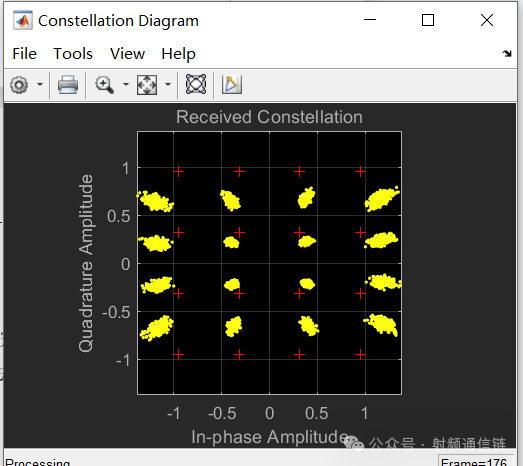 Constellation Diagram
File Tools View Help
Received Constellation
Quadrature Amplitude
1
0.5
0
-0.5
-1
-1 -0.5 0 0.5 1
In-phase Amplitude
公众号 · 射频通信链
Processing
Frame=176